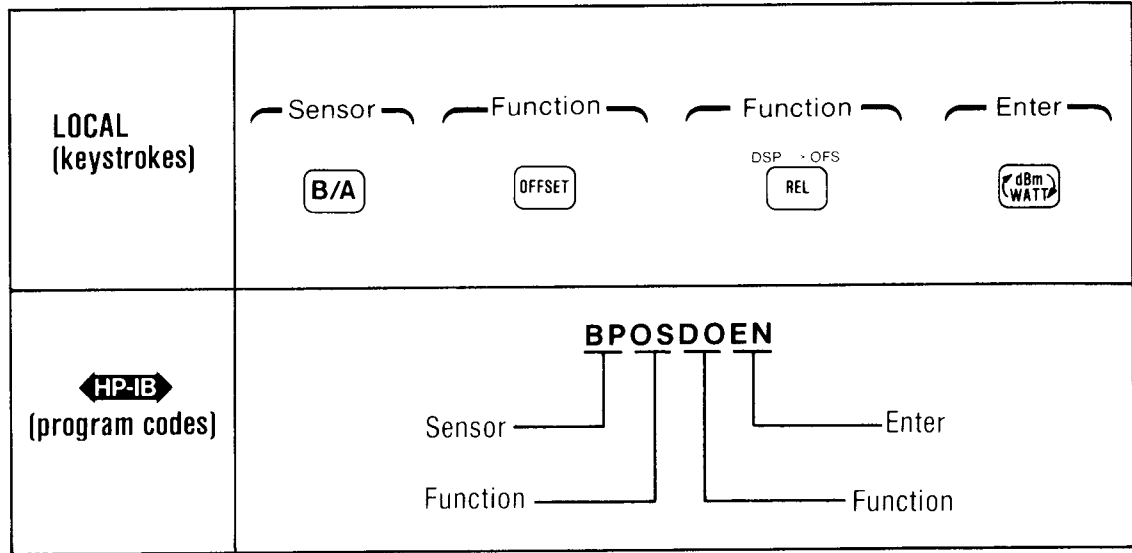 LOCAL
(keystrokes)
Sensor
Function
Function
Enter
DSP → OFS
B/A
OFFSET
REL
dBm
WATT
HP-IB
(program codes)
BPOSDOEN
Sensor
Enter
Function
Function